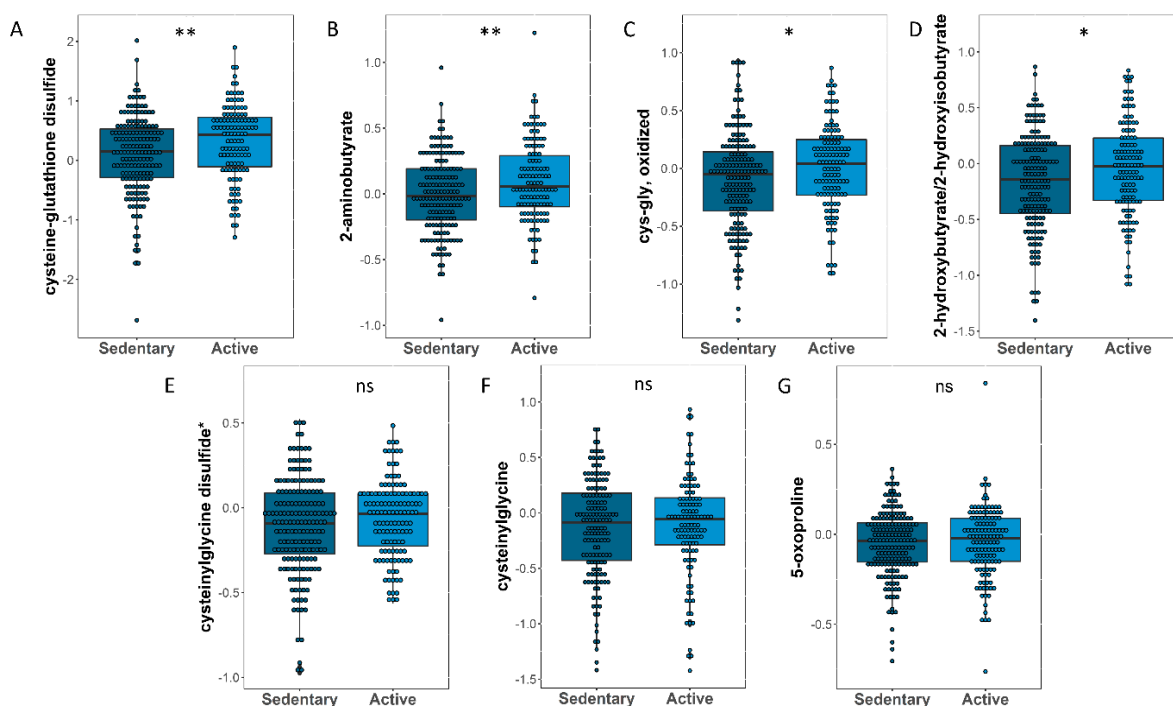 A
**
cysteine-glutathione disulfide
2
1
0
-1
-2
Sedentary
Active
B
**
2-aminobutyrate
1.0
0.5
0.0
-0.5
-1.0
Sedentary
Active
C
*
cys-gly, oxidized
1.0
0.5
0.0
-0.5
-1.0
Sedentary
Active
D
*
2-hydroxybutyrate/2-hydroxyisobutyrate
1.0
0.5
0.0
-0.5
-1.0
-1.5
Sedentary
Active
E
ns
cysteinylglycine disulfide*
0.5
0.0
-0.5
-1.0
Sedentary
Active
F
ns
cysteinylglycine
1.0
0.5
0.0
-0.5
-1.0
-1.5
Sedentary
Active
G
ns
5-oxoproline
0.5
0.0
-0.5
Sedentary
Active